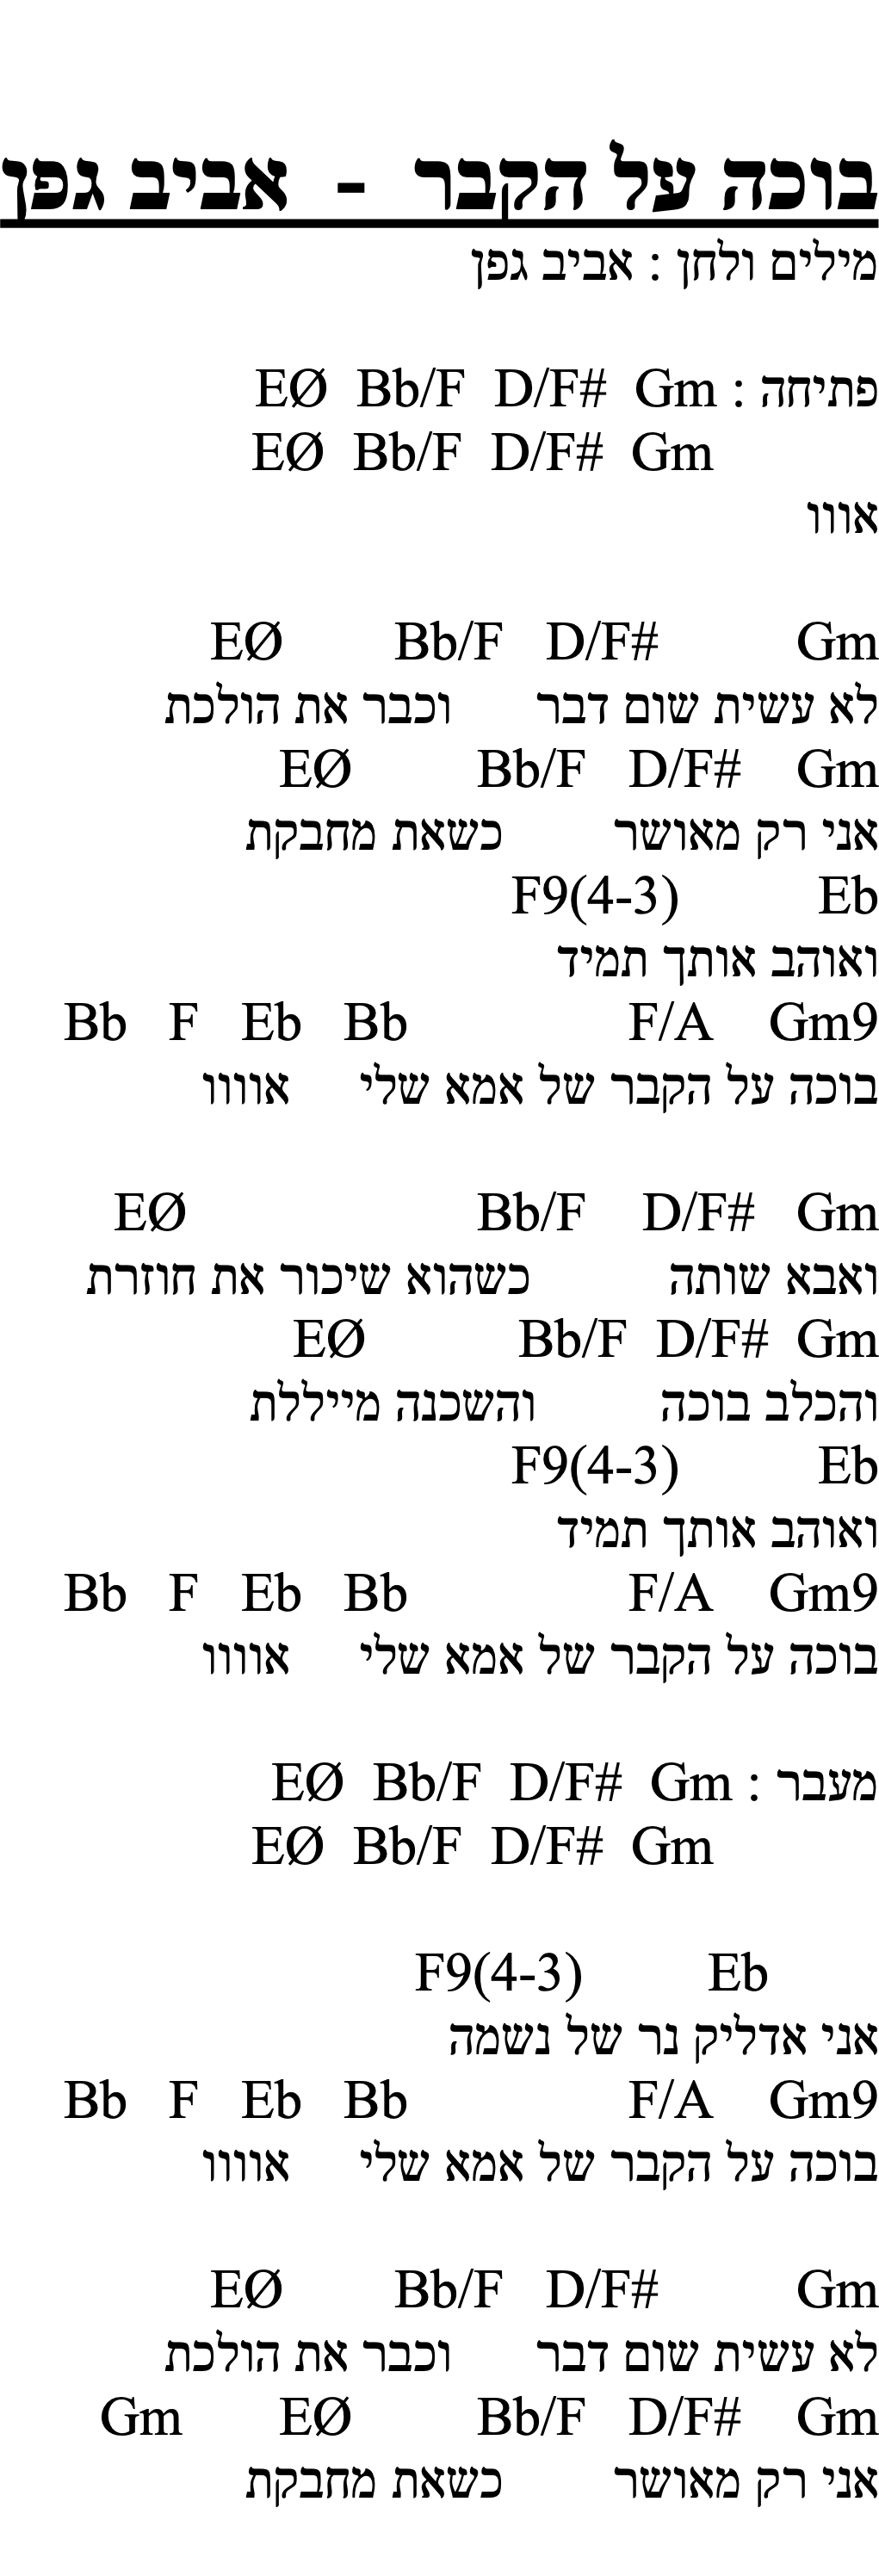 בוכה על הקבר - אביב גפן
מילים ולחן : אביב גפן
פתיחה : Gm D/F# Bb/F EØ
Gm D/F# Bb/F EØ
אווו
Gm D/F# Bb/F EØ
לא עשית שום דבר וכבר את הולכת
Gm D/F# Bb/F EØ
אני רק מאושר כשאת מחבקת
Eb F9(4-3)
ואוהב אותך תמיד
Gm9 F/A Bb Eb F Bb
בוכה על הקבר של אמא שלי אוווו
Gm D/F# Bb/F EØ
ואבא שותה כשהוא שיכור את חוזרת
Gm D/F# Bb/F EØ
והכלב בוכה והשכנה מייללת
Eb F9(4-3)
ואוהב אותך תמיד
Gm9 F/A Bb Eb F Bb
בוכה על הקבר של אמא שלי אוווו
מעבר : Gm D/F# Bb/F EØ
Gm D/F# Bb/F EØ
Eb F9(4-3)
אני אדליק נר של נשמה
Gm9 F/A Bb Eb F Bb
בוכה על הקבר של אמא שלי אוווו
Gm D/F# Bb/F EØ
לא עשית שום דבר וכבר את הולכת
Gm D/F# Bb/F EØ Gm
אני רק מאושר כשאת מחבקת